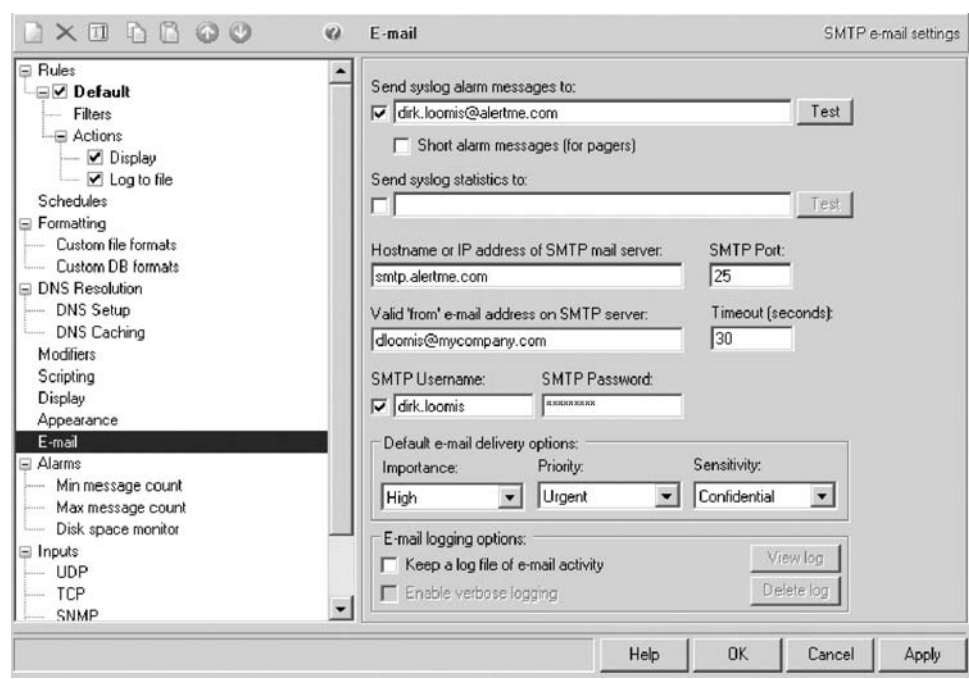 E-mail
SMTP e-mail settings
Rules
Default
Filters
Actions
Display
Log to file
Schedules
Formatting
Custom file formats
Custom DB formats
DNS Resolution
DNS Setup
DNS Caching
Modifiers
Scripting
Display
Appearance
E-mail
Alarms
Min message count
Max message count
Disk space monitor
Inputs
UDP
TCP
SNMP
Send syslog alarm messages to:
dirk.loomis@alertme.com Test
Short alarm messages (for pagers)
Send syslog statistics to:
Test
Hostname or IP address of SMTP mail server: SMTP Port:
smtp.alertme.com 25
Valid 'from' e-mail address on SMTP server: Timeout (seconds):
dloomis@mycompany.com 30
SMTP Username: SMTP Password:
dirk.loomis *********
Default e-mail delivery options:
Importance: Priority: Sensitivity:
High Urgent Confidential
E-mail logging options:
Keep a log file of e-mail activity View log
Enable verbose logging Delete log
Help OK Cancel Apply